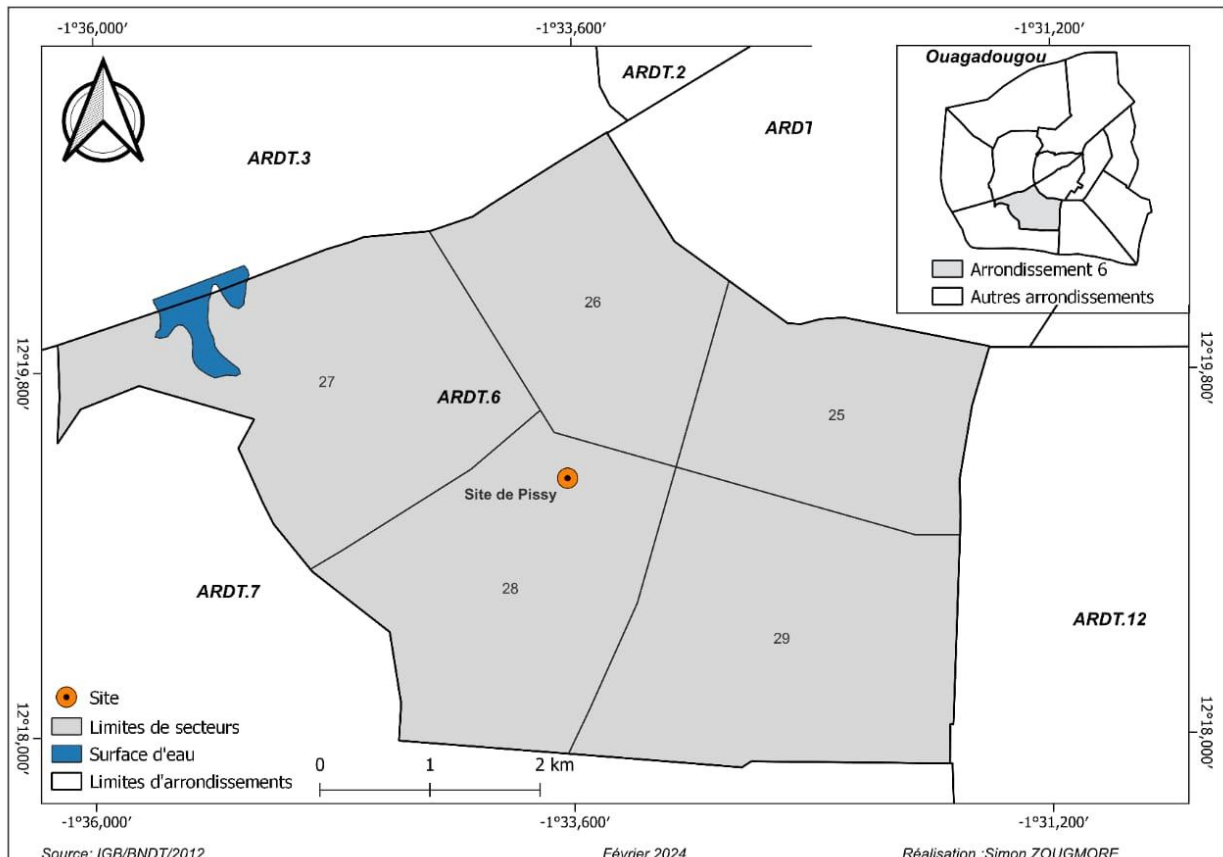 -1°36,000’ -1°33,600’ -1°31,200’
Ouagadougou
ARDT.2
ARDT
ARDT.3
Arrondissement 6
Autres arrondissements
26
12°19,800’ 12°19,800’
27
ARDT.6
25
Site de Pissy
ARDT.7
28
ARDT.12
29
Site
Limites de secteurs
Surface d'eau
Limites d'arrondissements
0 1 2 km
12°18,000’ 12°18,000’
-1°36,000’ -1°33,600’ -1°31,200’
Source: IGB/BNDT/2012 Février 2024 Réalisation :Simon ZOUGMORE